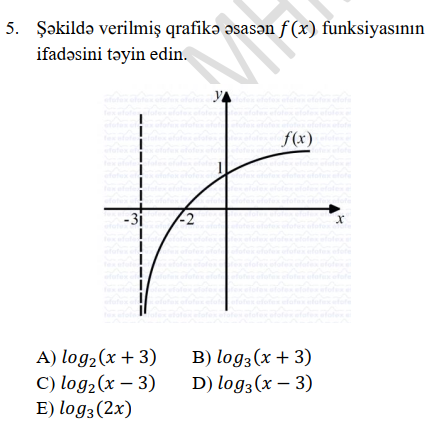 5. Şəkildə verilmiş qrafikə əsasən f(x) funksiyasının
ifadəsini təyin edin.
y
f(x)
1
-3
-2
x
A) log₂(x + 3) B) log₃(x + 3)
C) log₂(x − 3) D) log₃(x − 3)
E) log₃(2x)